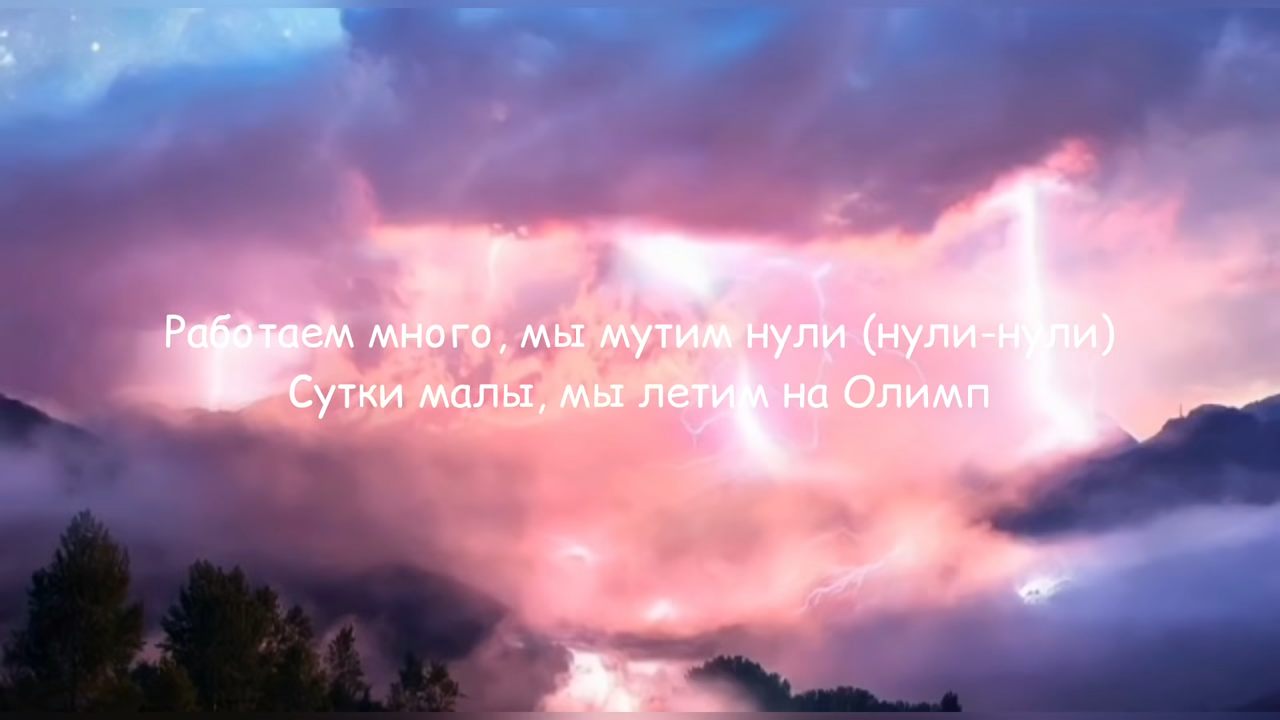 Работаем много, мы мутим нули (нули-нули)
Сутки малы, мы летим на Олимп